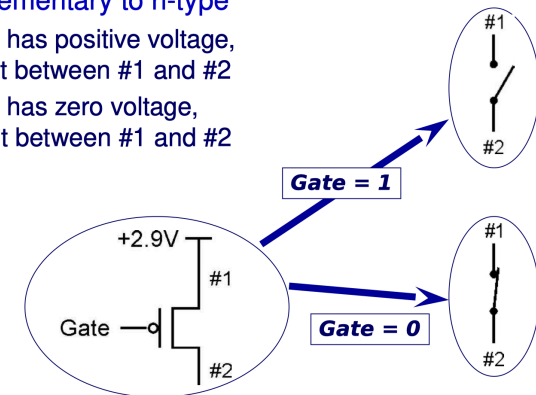 to n-type
has positive voltage,
between #1 and #2
has zero voltage,
between #1 and #2
#1
#2
Gate = 1
+2.9V
#1
Gate
#2
Gate = 0
#1
#2